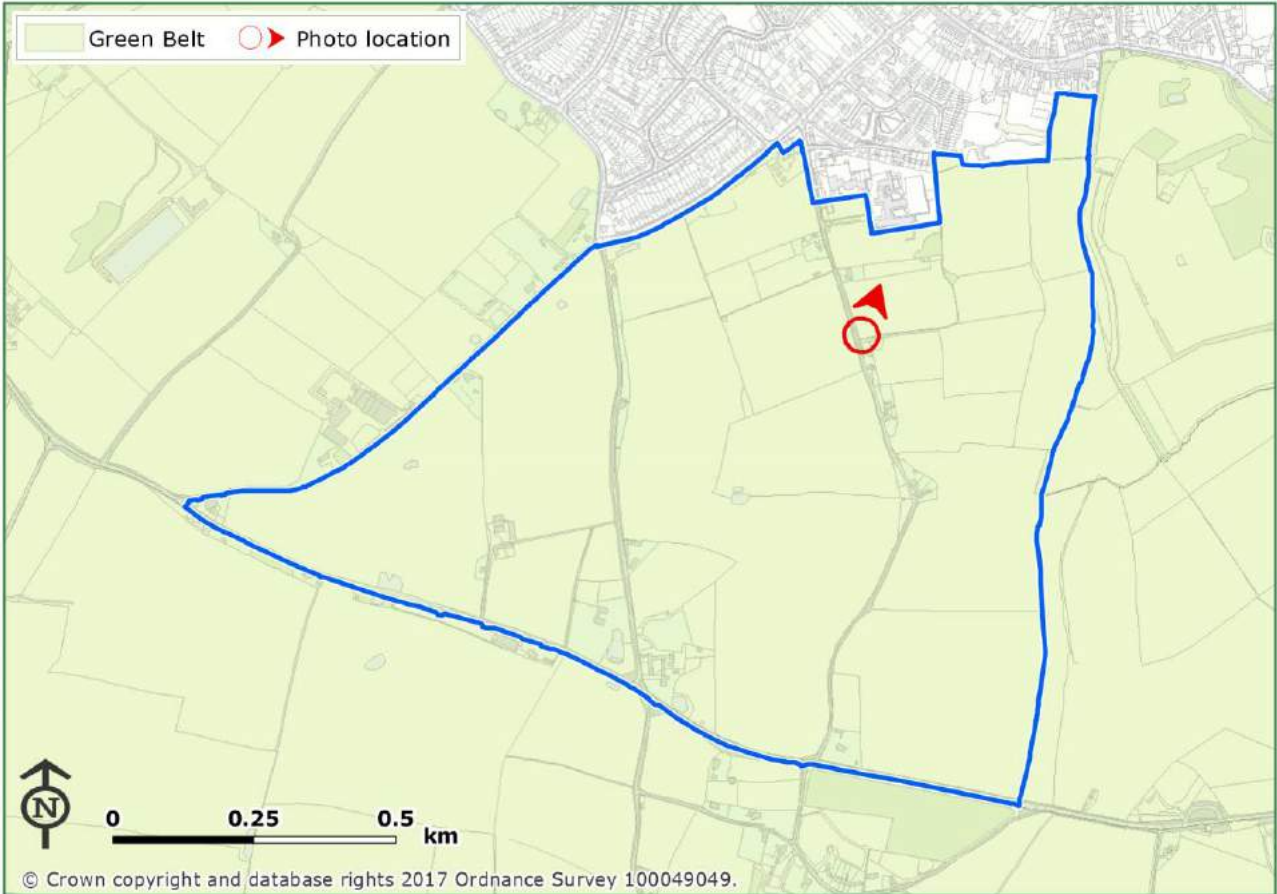 Green Belt Photo location
N
0 0.25 0.5
km
© Crown copyright and database rights 2017 Ordnance Survey 100049049.